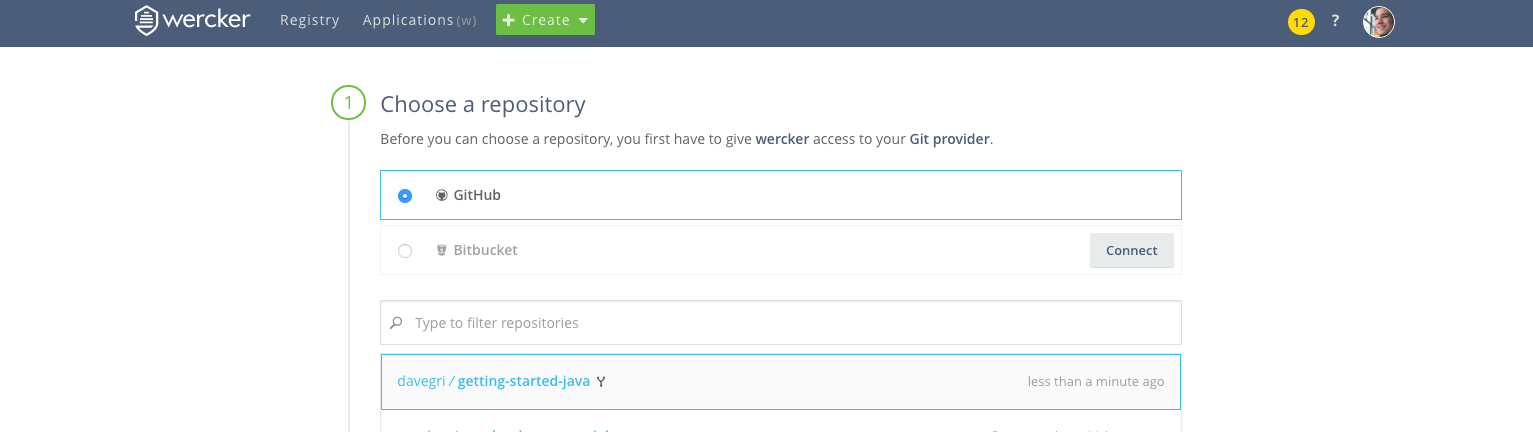 wercker Registry Applications (w) + Create 12 ?
1 Choose a repository
Before you can choose a repository, you first have to give wercker access to your Git provider.
GitHub
Bitbucket Connect
Type to filter repositories
davegri / getting-started-java less than a minute ago